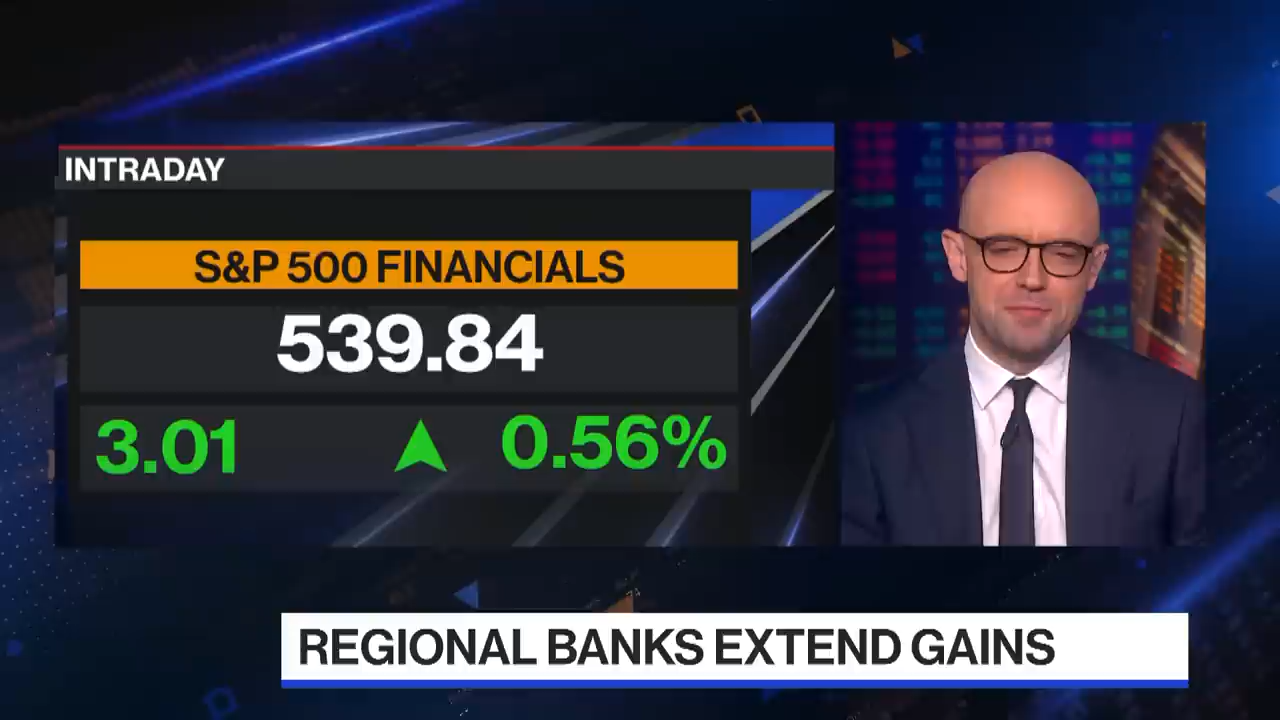 INTRADAY
S&P 500 FINANCIALS
539.84
3.01 ▲ 0.56%
REGIONAL BANKS EXTEND GAINS